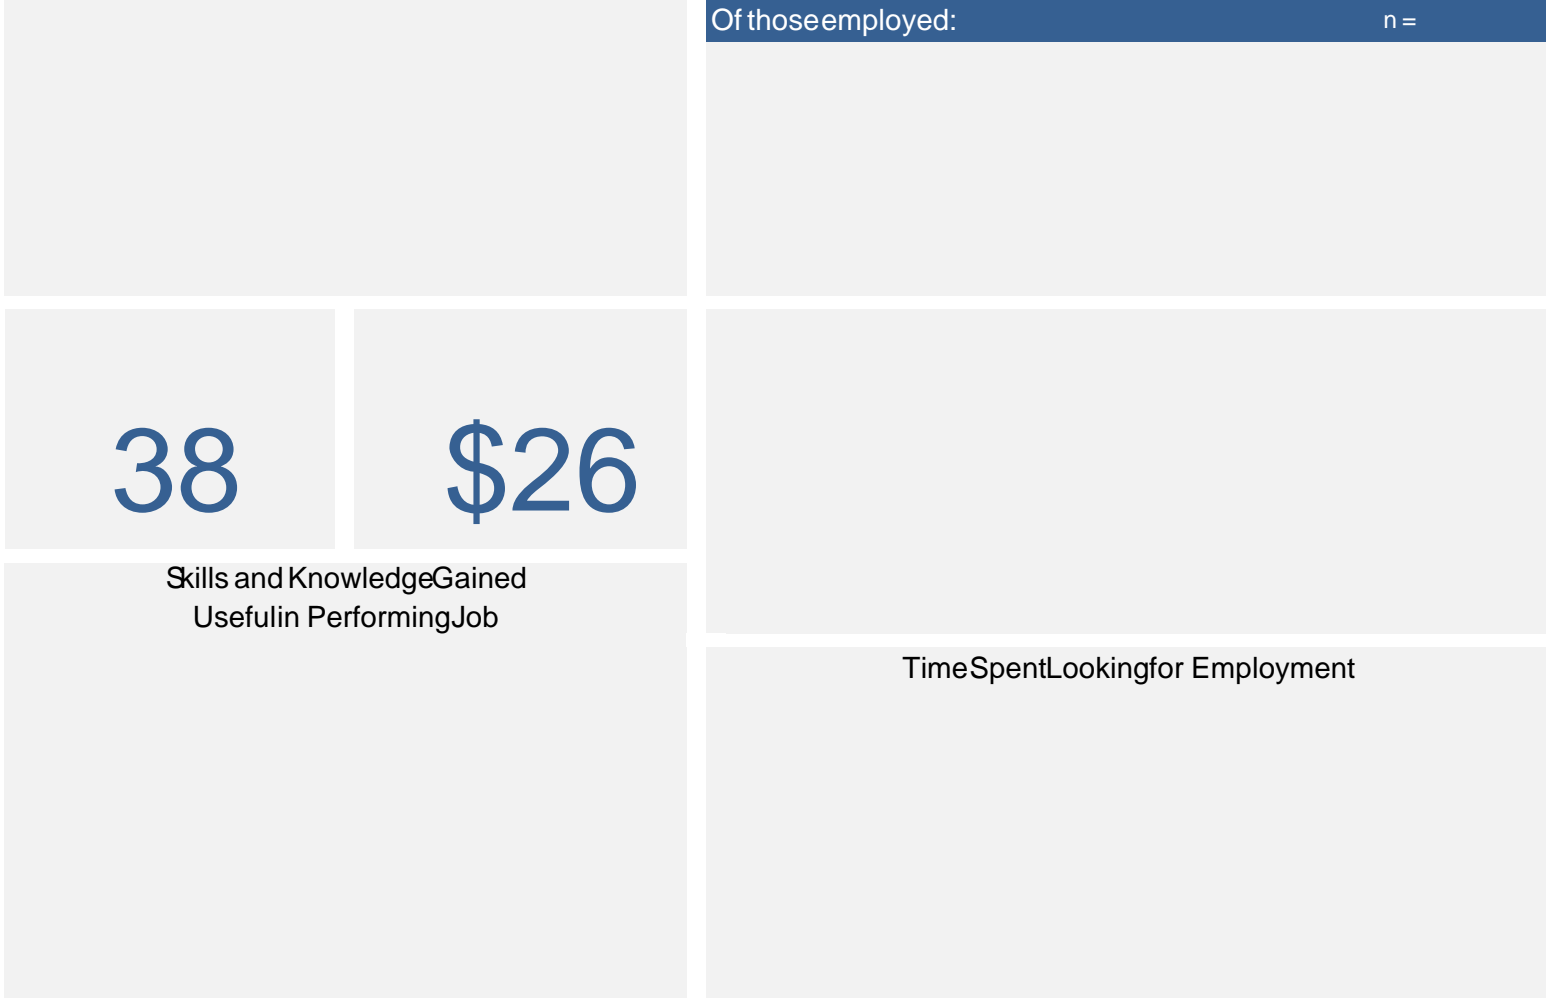 Of those employed: n =
38 $26
Skills and Knowledge Gained
Useful in Performing Job
Time Spent Looking for Employment